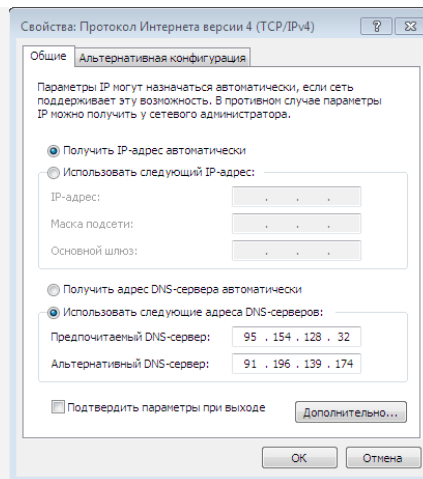 Свойства: Протокол Интернета версии 4 (TCP/IPv4)
Общие Альтернативная конфигурация
Параметры IP могут назначаться автоматически, если сеть
поддерживает эту возможность. В противном случае параметры
IP можно получить у сетевого администратора.
Получить IP-адрес автоматически
Использовать следующий IP-адрес:
IP-адрес: . . .
Маска подсети: . . .
Основной шлюз: . . .
Получить адрес DNS-сервера автоматически
Использовать следующие адреса DNS-серверов:
Предпочитаемый DNS-сервер: 95 . 154 . 128 . 32
Альтернативный DNS-сервер: 91 . 196 . 139 . 174
Подтвердить параметры при выходе
Дополнительно...
ОК Отмена